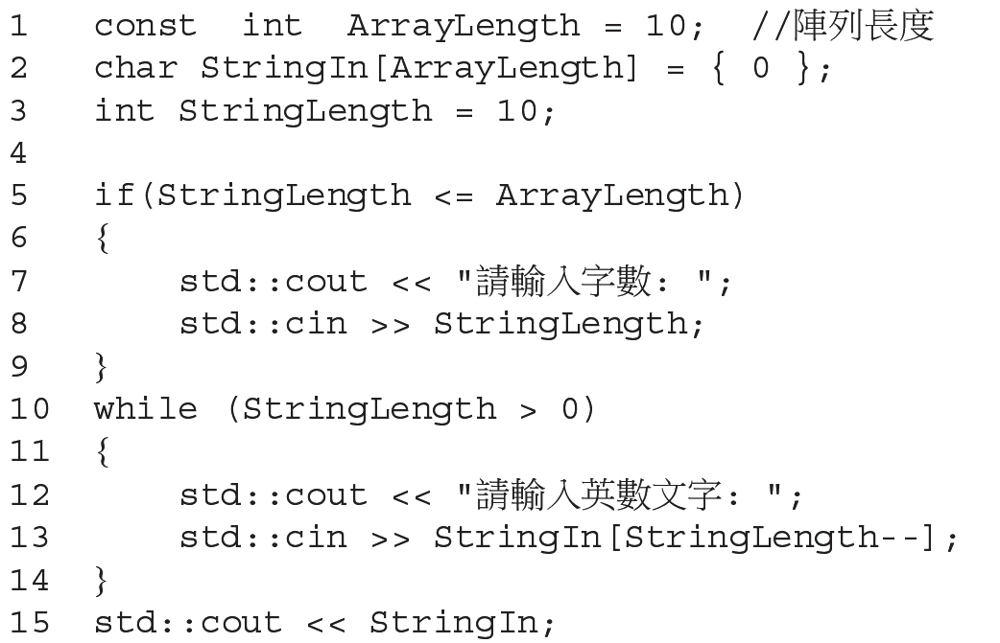 1 const int ArrayLength = 10; //陣列長度
2 char StringIn[ArrayLength] = { 0 };
3 int StringLength = 10;
4
5 if(StringLength <= ArrayLength)
6 {
7 std::cout << "請輸入字數: ";
8 std::cin >> StringLength;
9 }
10 while (StringLength > 0)
11 {
12 std::cout << "請輸入英數文字: ";
13 std::cin >> StringIn[StringLength--];
14 }
15 std::cout << StringIn;